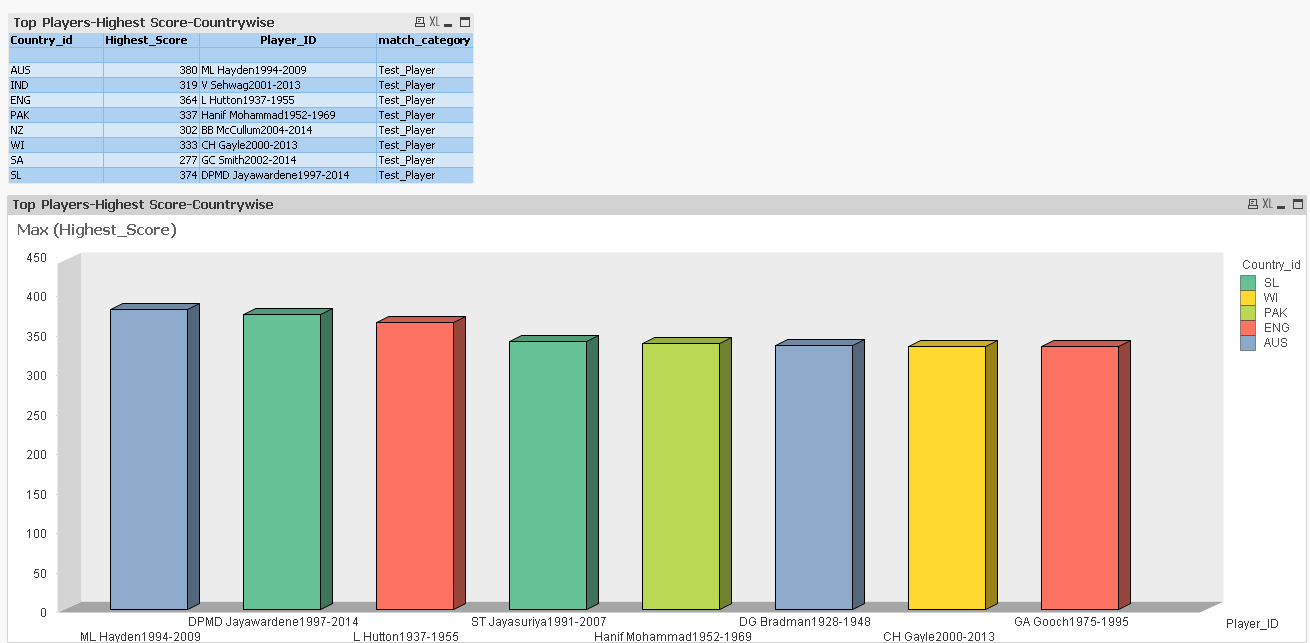 Top Players-Highest Score-Countrywise XL
Country_id Highest_Score Player_ID match_category
AUS 380 ML Hayden1994-2009 Test_Player
IND 319 V Sehwag2001-2013 Test_Player
ENG 364 L Hutton1937-1955 Test_Player
PAK 337 Hanif Mohammad1952-1969 Test_Player
NZ 302 BB McCullum2004-2014 Test_Player
WI 333 CH Gayle2000-2013 Test_Player
SA 277 GC Smith2002-2014 Test_Player
SL 374 DPMD Jayawardene1997-2014 Test_Player
Top Players-Highest Score-Countrywise XL
Max (Highest_Score)
450
400
350
300
250
200
150
100
50
0
Country_id
SL
WI
PAK
ENG
AUS
DPMD Jayawardene1997-2014 ST Jayasuriya1991-2007 DG Bradman1928-1948 GA Gooch1975-1995 Player_ID
ML Hayden1994-2009 L Hutton1937-1955 Hanif Mohammad1952-1969 CH Gayle2000-2013